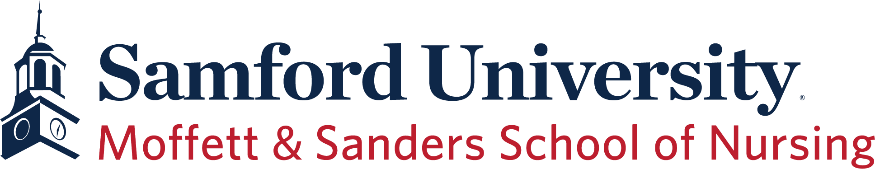 Samford University®
Moffett & Sanders School of Nursing